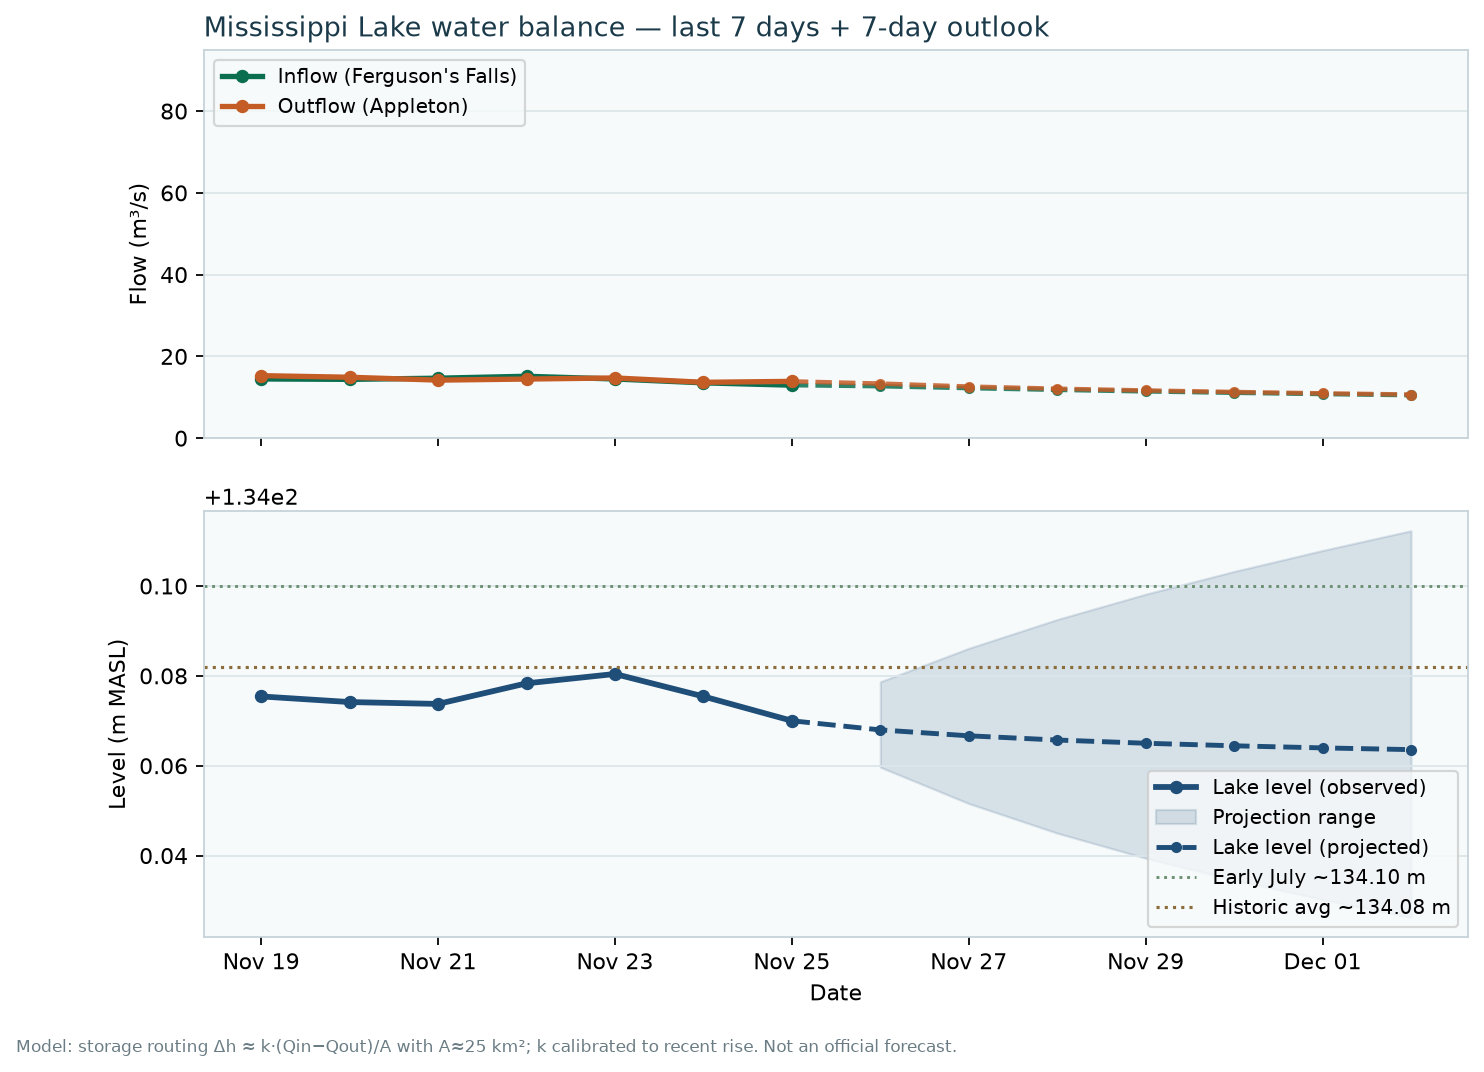 Mississippi Lake water balance — last 7 days + 7-day outlook
Inflow (Ferguson's Falls)
Outflow (Appleton)
Flow (m³/s)
80
60
40
20
0
+1.34e2
Level (m MASL)
0.10
0.08
0.06
0.04
Lake level (observed)
Projection range
Lake level (projected)
Early July ~134.10 m
Historic avg ~134.08 m
Nov 19 Nov 21 Nov 23 Nov 25 Nov 27 Nov 29 Dec 01
Date
Model: storage routing Δh ≈ k·(Qin−Qout)/A with A≈25 km²; k calibrated to recent rise. Not an official forecast.